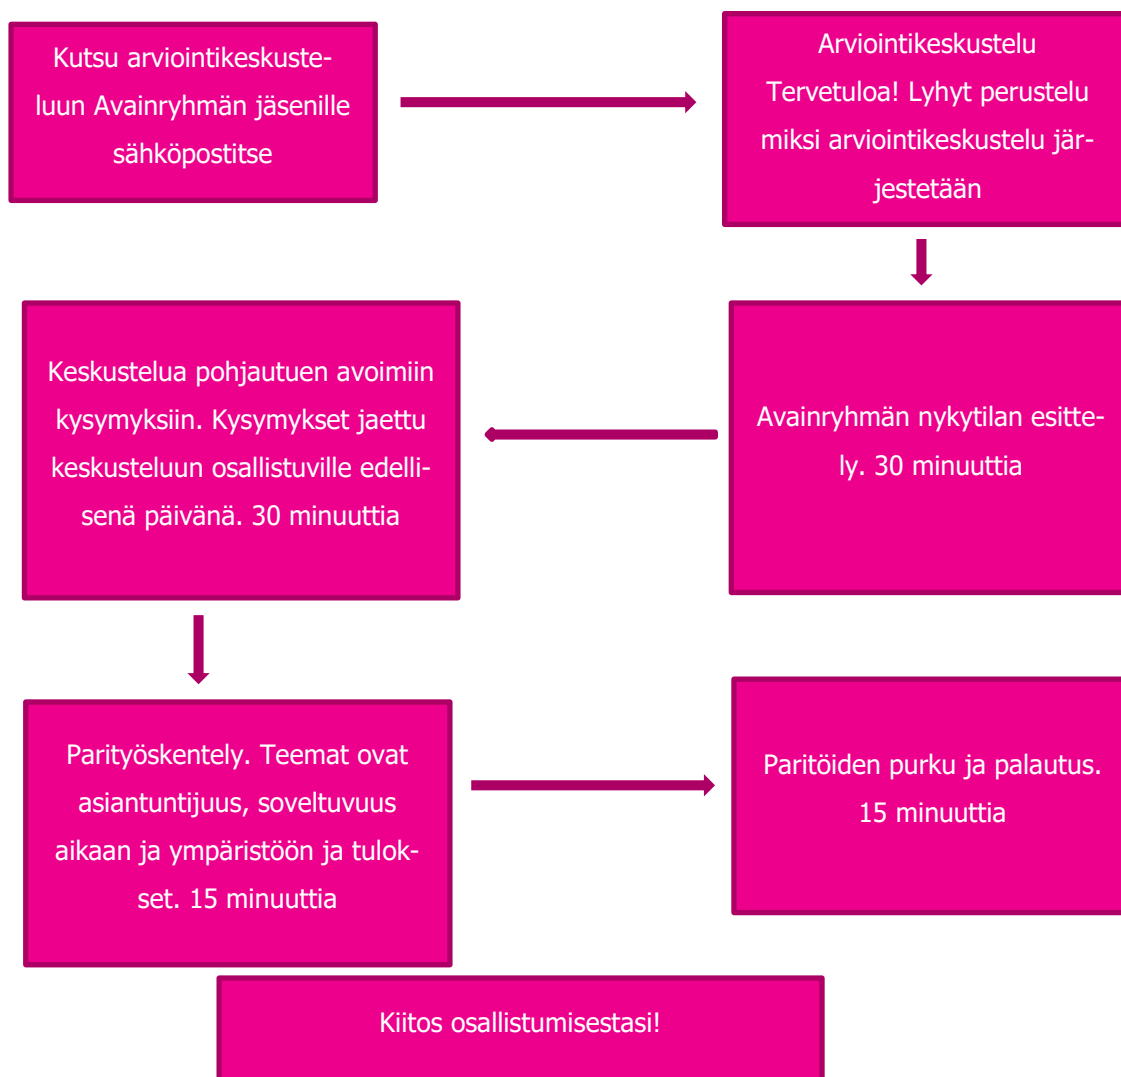 Kutsu arviointikeskuste-
luun Avainryhmän jäsenille
sähköpostitse
Arviointikeskustelu
Tervetuloa! Lyhyt perustelu
miksi arviointikeskustelu jär-
jestetään
Avainryhmän nykytilan esitte-
ly. 30 minuuttia
Keskustelua pohjautuen avoimiin
kysymyksiin. Kysymykset jaettu
keskusteluun osallistuville edelli-
senä päivänä. 30 minuuttia
Parityöskentely. Teemat ovat
asiantuntijuus, soveltuvuus
aikaan ja ympäristöön ja tulok-
set. 15 minuuttia
Paritöiden purku ja palautus.
15 minuuttia
Kiitos osallistumisestasi!